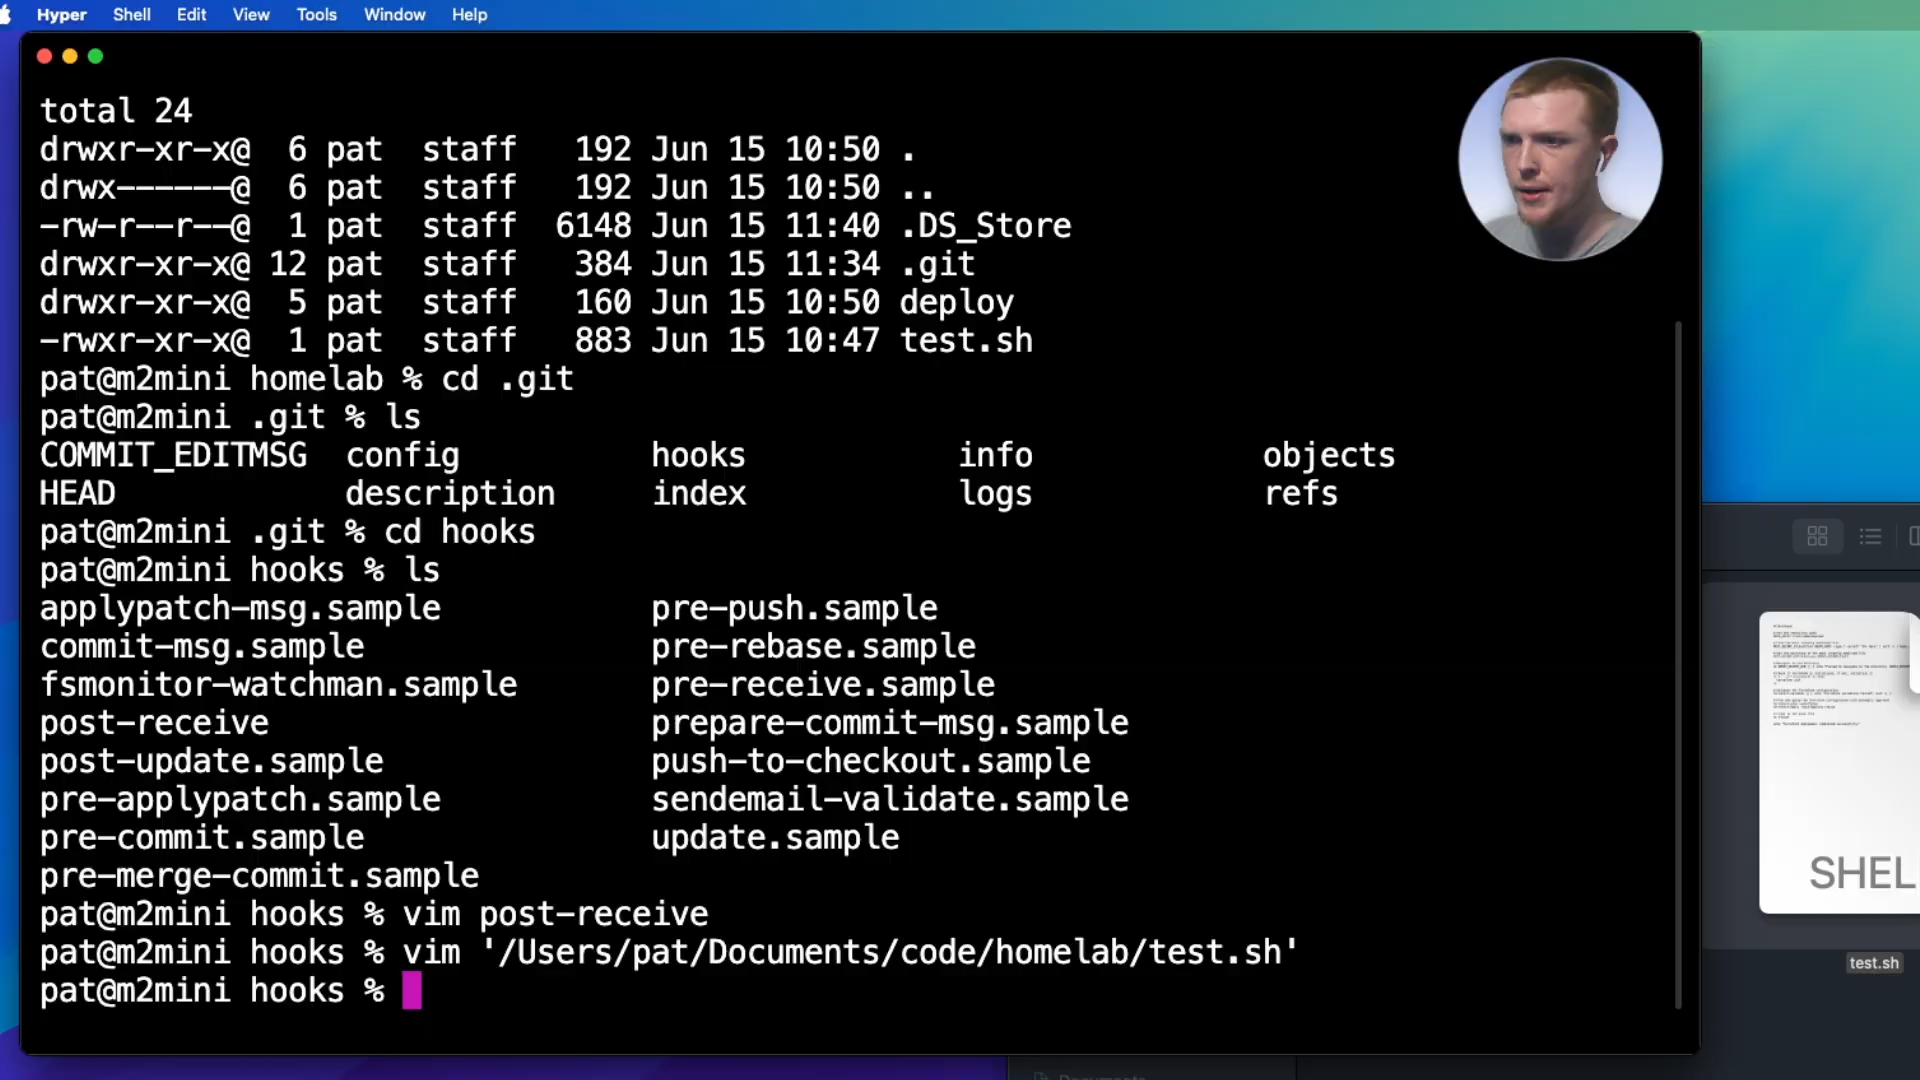 Hyper Shell Edit View Tools Window Help
total 24
drwxr-xr-x@  6 pat  staff   192 Jun 15 10:50 .
drwx------@  6 pat  staff   192 Jun 15 10:50 ..
-rw-r--r--@  1 pat  staff  6148 Jun 15 11:40 .DS_Store
drwxr-xr-x@ 12 pat  staff   384 Jun 15 11:34 .git
drwxr-xr-x@  5 pat  staff   160 Jun 15 10:50 deploy
-rwxr-xr-x@  1 pat  staff   883 Jun 15 10:47 test.sh
pat@m2mini homelab % cd .git
pat@m2mini .git % ls
COMMIT_EDITMSG  config          hooks           info            objects
HEAD            description     index           logs            refs
pat@m2mini .git % cd hooks
pat@m2mini hooks % ls
applypatch-msg.sample           pre-push.sample
commit-msg.sample               pre-rebase.sample
fsmonitor-watchman.sample       pre-receive.sample
post-receive                    prepare-commit-msg.sample
post-update.sample              push-to-checkout.sample
pre-applypatch.sample           sendemail-validate.sample
pre-commit.sample               update.sample
pre-merge-commit.sample
pat@m2mini hooks % vim post-receive
pat@m2mini hooks % vim '/Users/pat/Documents/code/homelab/test.sh'
pat@m2mini hooks %
SHEL
test.sh